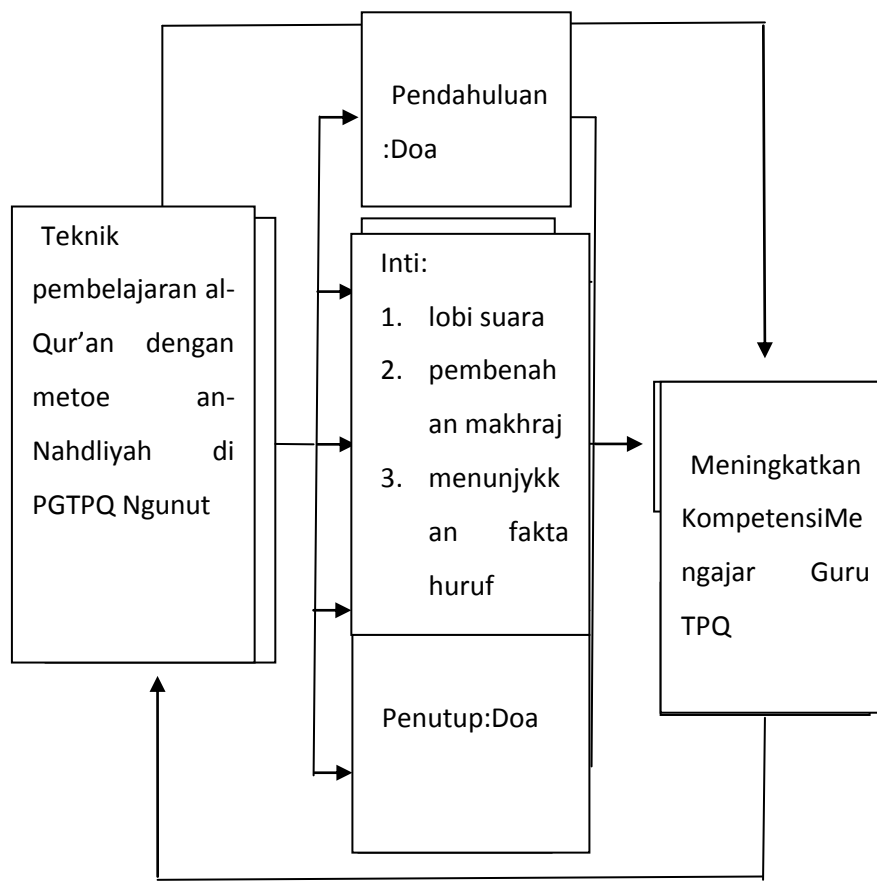 Pendahuluan
:Doa
Teknik
pembelajaran al-
Qur’an dengan
metoe an-
Nahdliyah di
PGTPQ Ngunut
Inti:
1. lobi suara
2. pembenah
an makhraj
3. menunjykk
an fakta
huruf
Penutup:Doa
Meningkatkan
KompetensiMe
ngajar Guru
TPQ